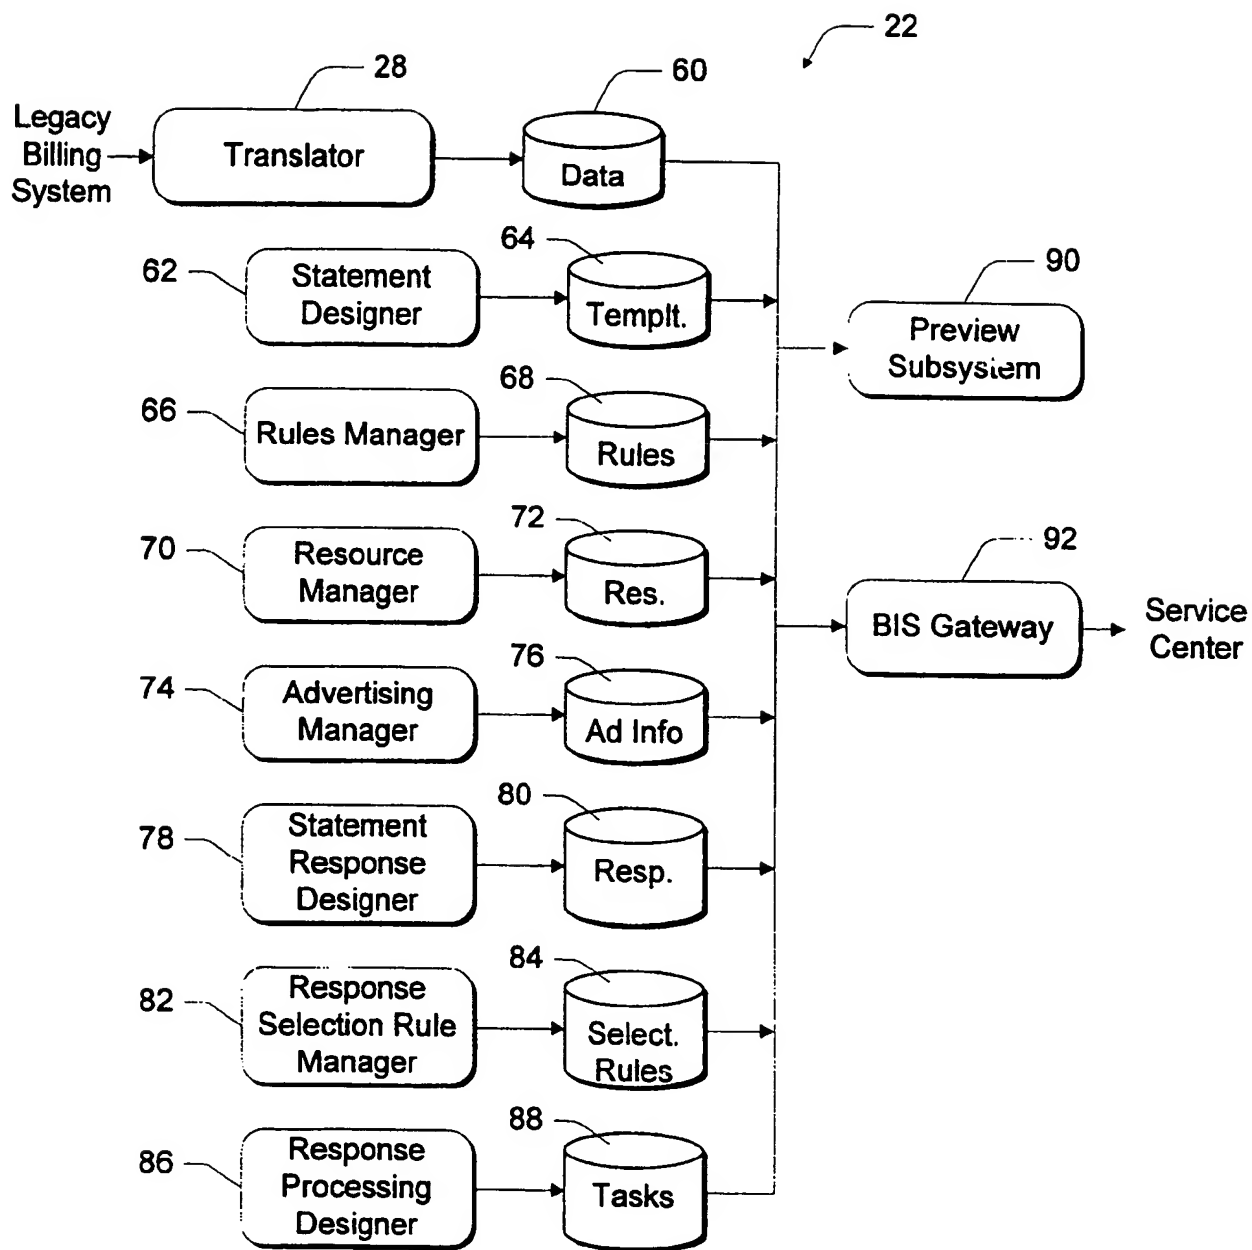 22
28
60
Legacy
Billing
System
Translator
Data
64
90
62
Statement
Designer
Templt.
Preview
Subsystem
68
66
Rules Manager
Rules
72
92
70
Resource
Manager
Res.
BIS Gateway
Service
Center
76
74
Advertising
Manager
Ad Info
80
78
Statement
Response
Designer
Resp.
84
82
Response
Selection Rule
Manager
Select.
Rules
88
86
Response
Processing
Designer
Tasks